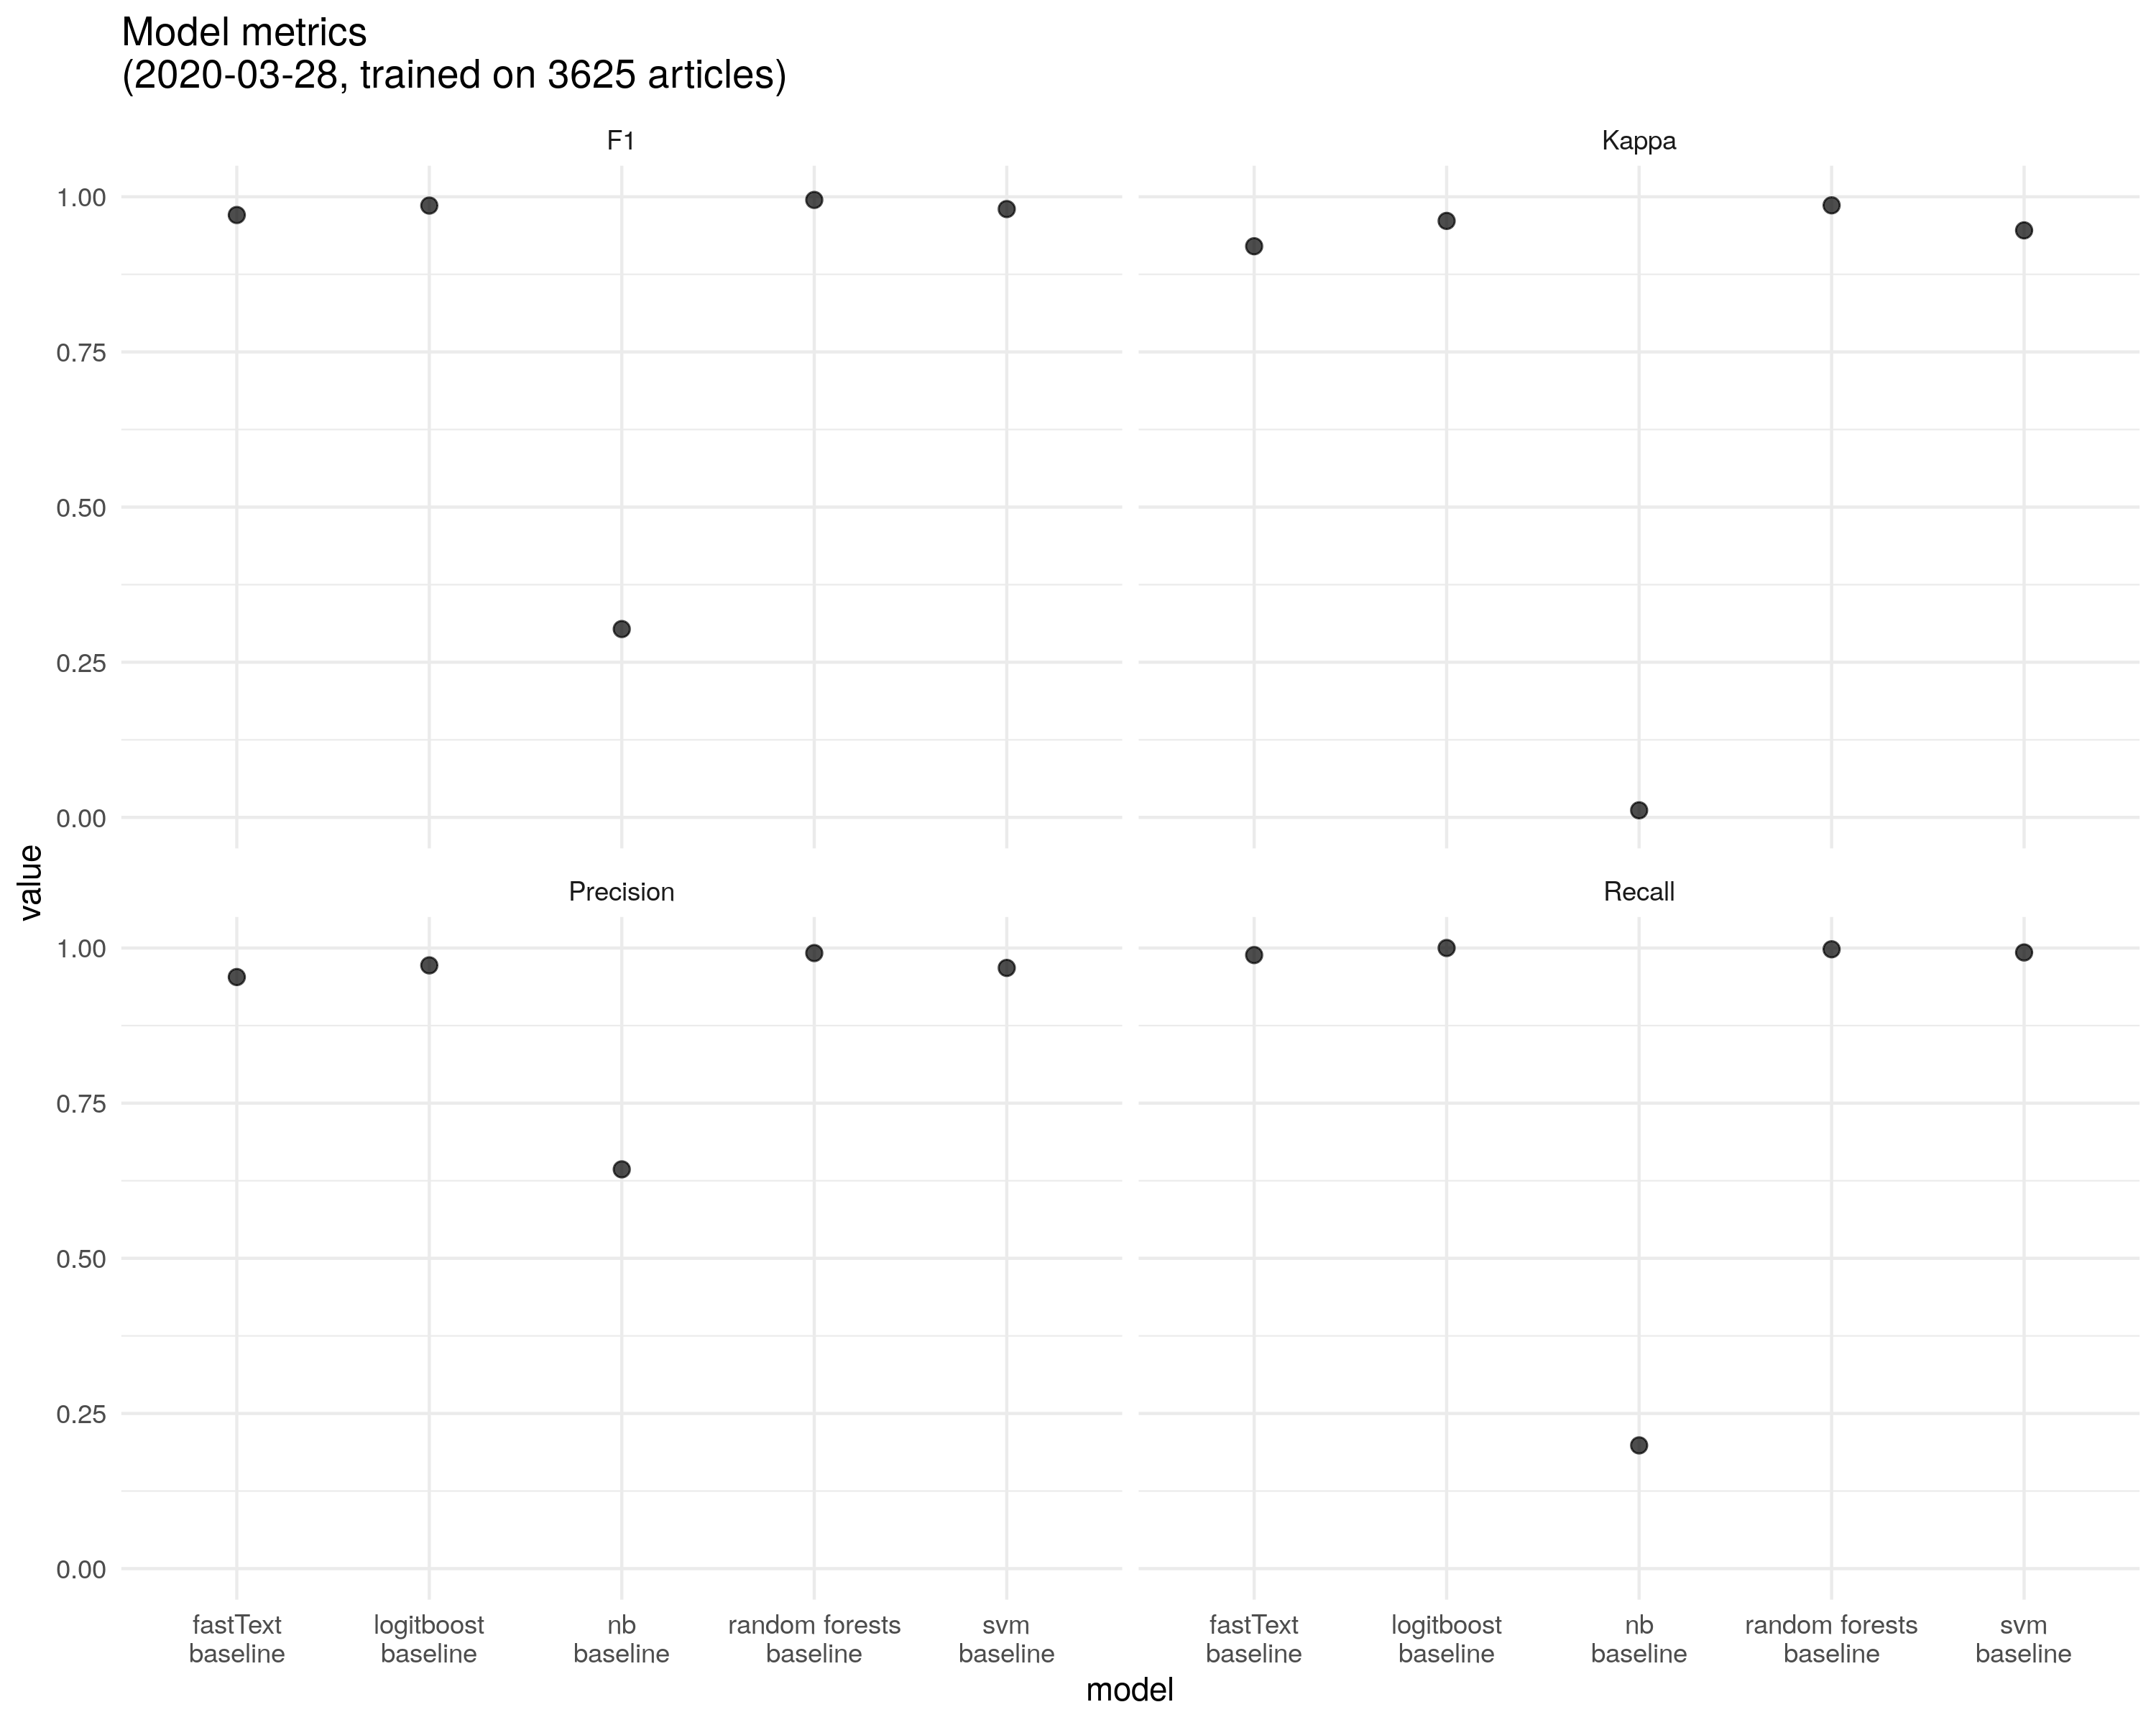 Model metrics
(2020-03-28, trained on 3625 articles)
F1
Kappa
1.00
0.75
0.50
0.25
0.00
value
Precision
Recall
1.00
0.75
0.50
0.25
0.00
fastText
baseline
logitboost
baseline
nb
baseline
random forests
baseline
svm
baseline
fastText
baseline
logitboost
baseline
nb
baseline
random forests
baseline
svm
baseline
model